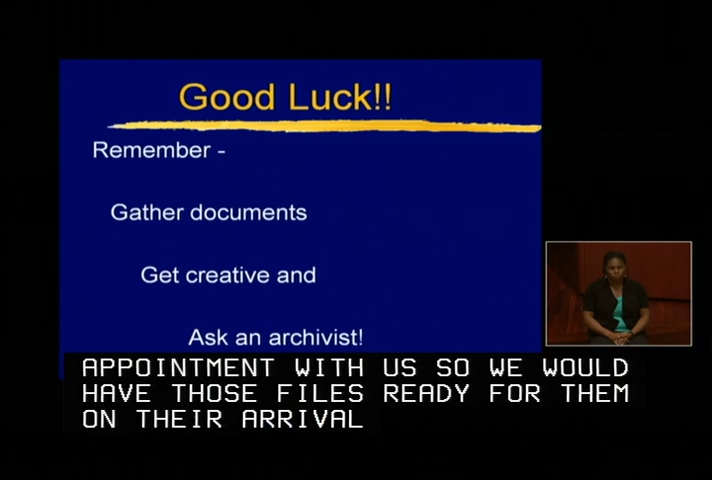 Good Luck!!
Remember -
Gather documents
Get creative and
Ask an archivist!
APPOINTMENT WITH US SO WE WOULD
HAVE THOSE FILES READY FOR THEM
ON THEIR ARRIVAL